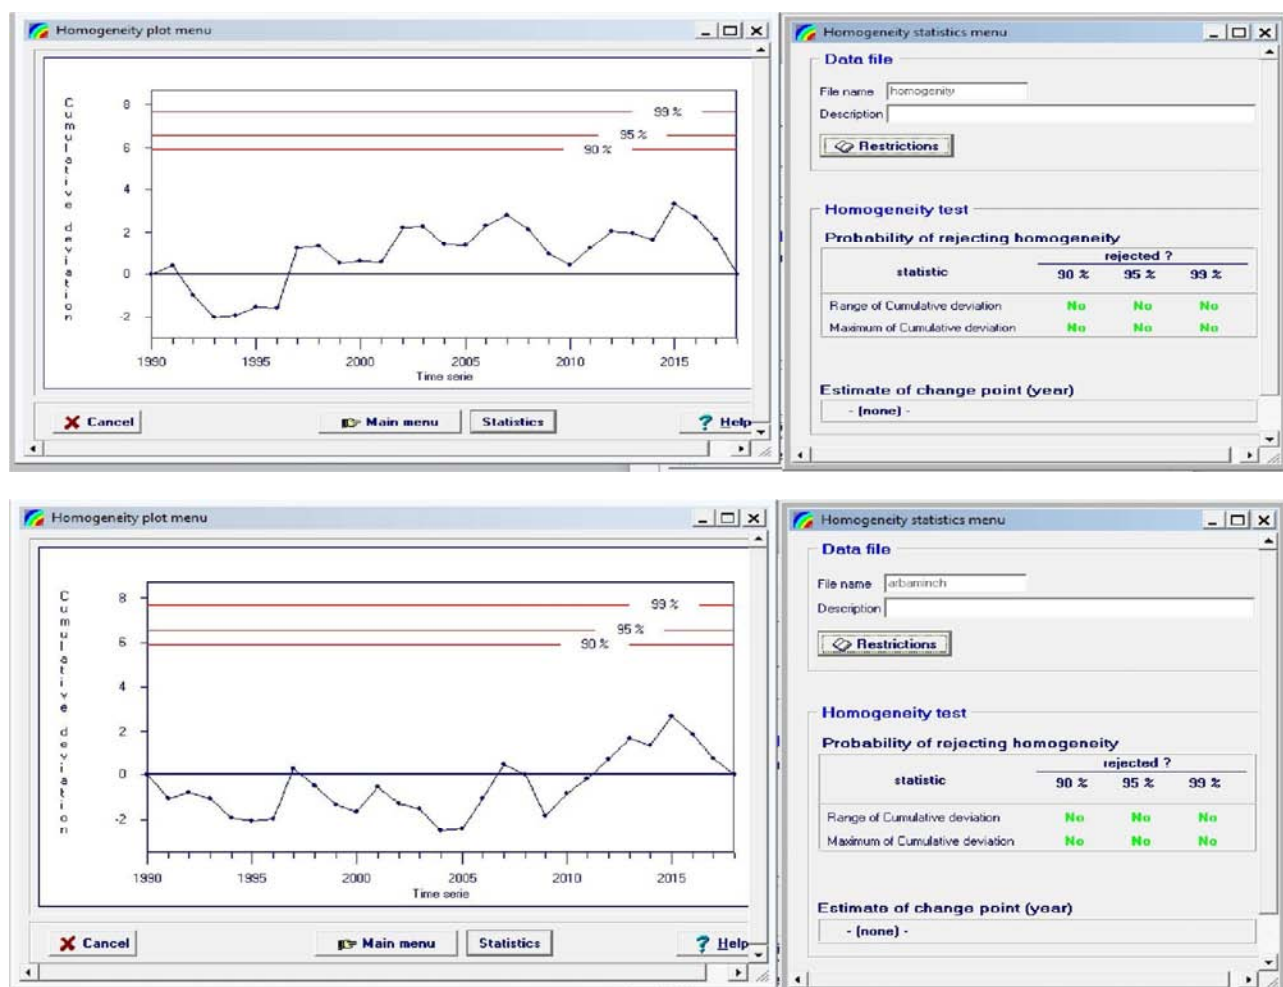 Homogeneity plot menu
Cumulative deviation
8
6
4
2
0
-2
99 %
95 %
90 %
1990 1995 2000 2005 2010 2015
Time serie
Cancel Main menu Statistics Help
Homogeneity statistics menu
Data file
File name homogenity
Description
Restrictions
Homogeneity test
Probability of rejecting homogeneity
rejected ?
statistic 90 % 95 % 99 %
Range of Cumulative deviation No No No
Maximum of Cumulative deviation No No No
Estimate of change point (year)
- (none) -
Homogeneity plot menu
Cumulative deviation
8
6
4
2
0
-2
99 %
95 %
90 %
1990 1995 2000 2005 2010 2015
Time serie
Cancel Main menu Statistics Help
Homogeneity statistics menu
Data file
File name arbaminch
Description
Restrictions
Homogeneity test
Probability of rejecting homogeneity
rejected ?
statistic 90 % 95 % 99 %
Range of Cumulative deviation No No No
Maximum of Cumulative deviation No No No
Estimate of change point (year)
- (none) -